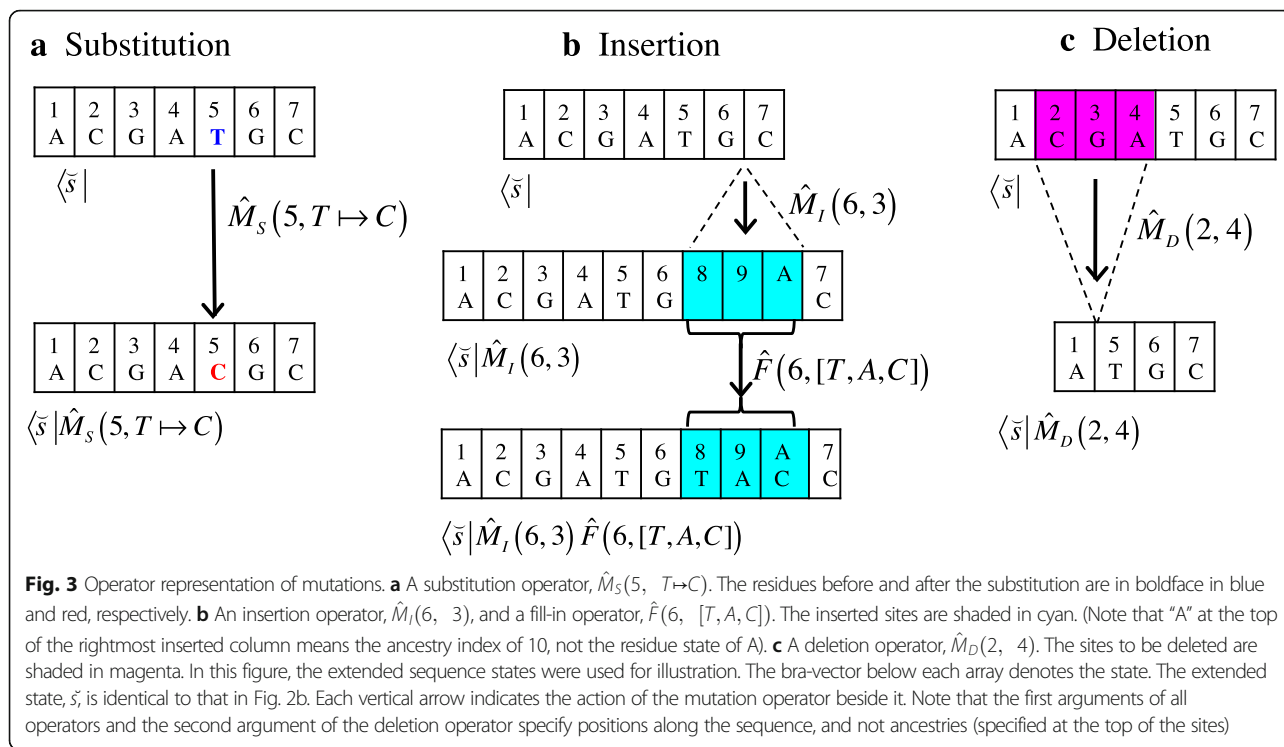 a Substitution
1 2 3 4 5 6 7
A C G A T G C
⟨s̆|
M̂_S(5, T ↦ C)
1 2 3 4 5 6 7
A C G A C G C
⟨s̆|M̂_S(5, T ↦ C)
b Insertion
1 2 3 4 5 6 7
A C G A T G C
⟨s̆|
M̂_I(6, 3)
1 2 3 4 5 6 8 9 A 7
A C G A T G C
⟨s̆|M̂_I(6, 3)
F̂(6, [T, A, C])
1 2 3 4 5 6 8 9 A 7
A C G A T G T A C C
⟨s̆|M̂_I(6, 3) F̂(6, [T, A, C])
c Deletion
1 2 3 4 5 6 7
A C G A T G C
⟨s̆|
M̂_D(2, 4)
1 5 6 7
A T G C
⟨s̆|M̂_D(2, 4)
Fig. 3 Operator representation of mutations. a A substitution operator, M̂_S(5, T↦C). The residues before and after the substitution are in boldface in blue
and red, respectively. b An insertion operator, M̂_I(6, 3), and a fill-in operator, F̂(6, [T, A, C]). The inserted sites are shaded in cyan. (Note that "A" at the top
of the rightmost inserted column means the ancestry index of 10, not the residue state of A). c A deletion operator, M̂_D(2, 4). The sites to be deleted are
shaded in magenta. In this figure, the extended sequence states were used for illustration. The bra-vector below each array denotes the state. The extended
state, s̆, is identical to that in Fig. 2b. Each vertical arrow indicates the action of the mutation operator beside it. Note that the first arguments of all
operators and the second argument of the deletion operator specify positions along the sequence, and not ancestries (specified at the top of the sites)